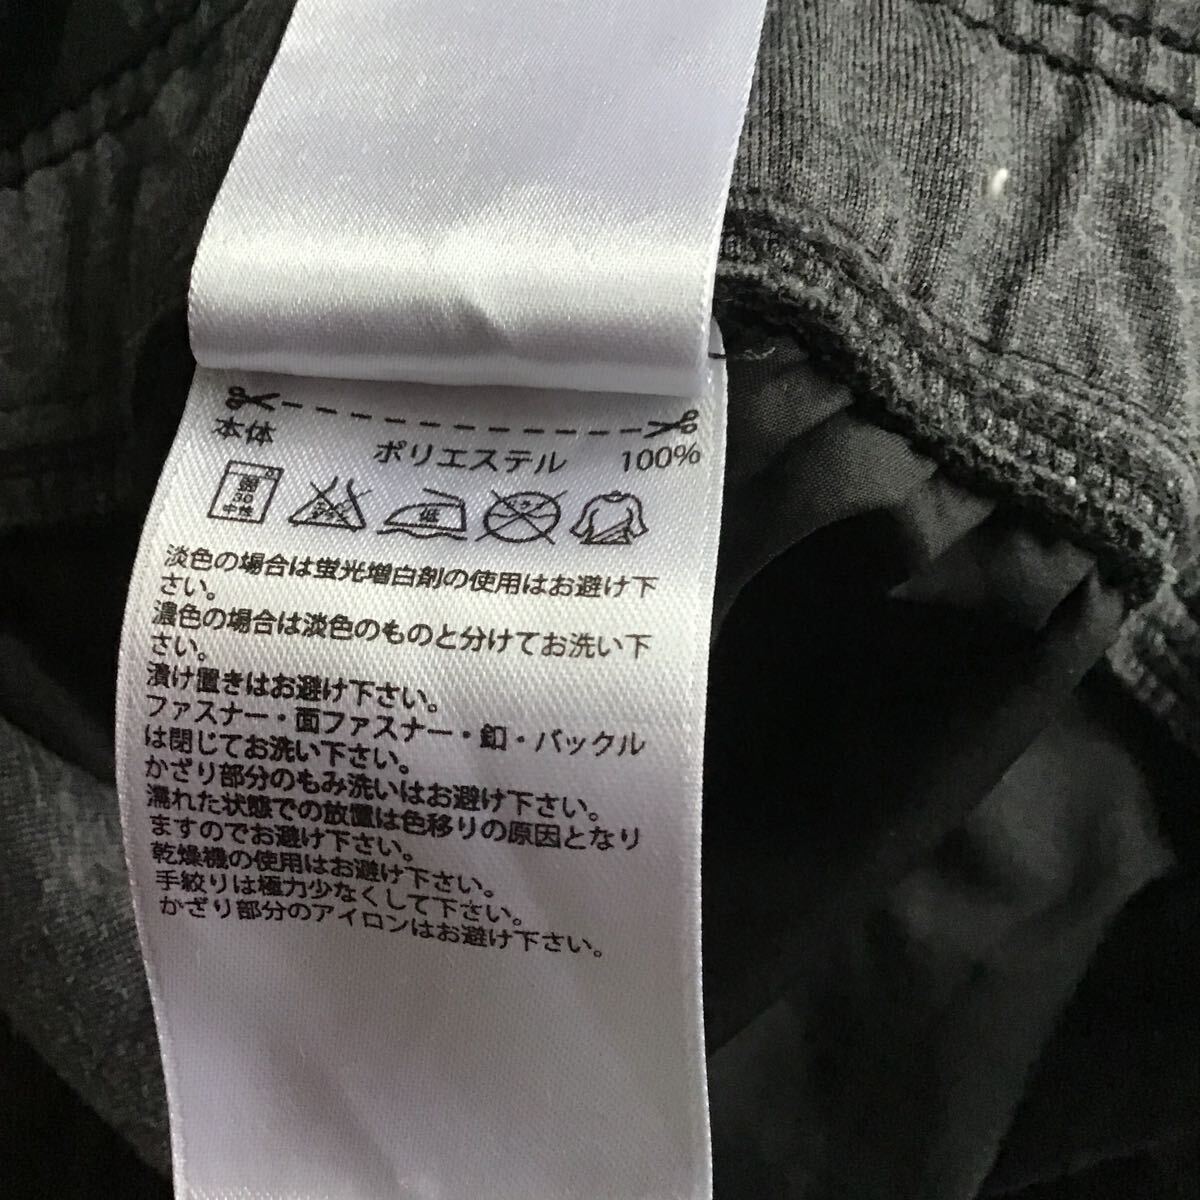 本体 ポリエステル 100%
弱 30 中性
低
淡色の場合は蛍光増白剤の使用はお避け下
さい。
濃色の場合は淡色のものと分けてお洗い下
さい。
漬け置きはお避け下さい。
ファスナー・面ファスナー・釦・バックル
は閉じてお洗い下さい。
かざり部分のもみ洗いはお避け下さい。
濡れた状態での放置は色移りの原因となり
ますのでお避け下さい。
乾燥機の使用はお避け下さい。
手絞りは極力少なくして下さい。
かざり部分のアイロンはお避け下さい。